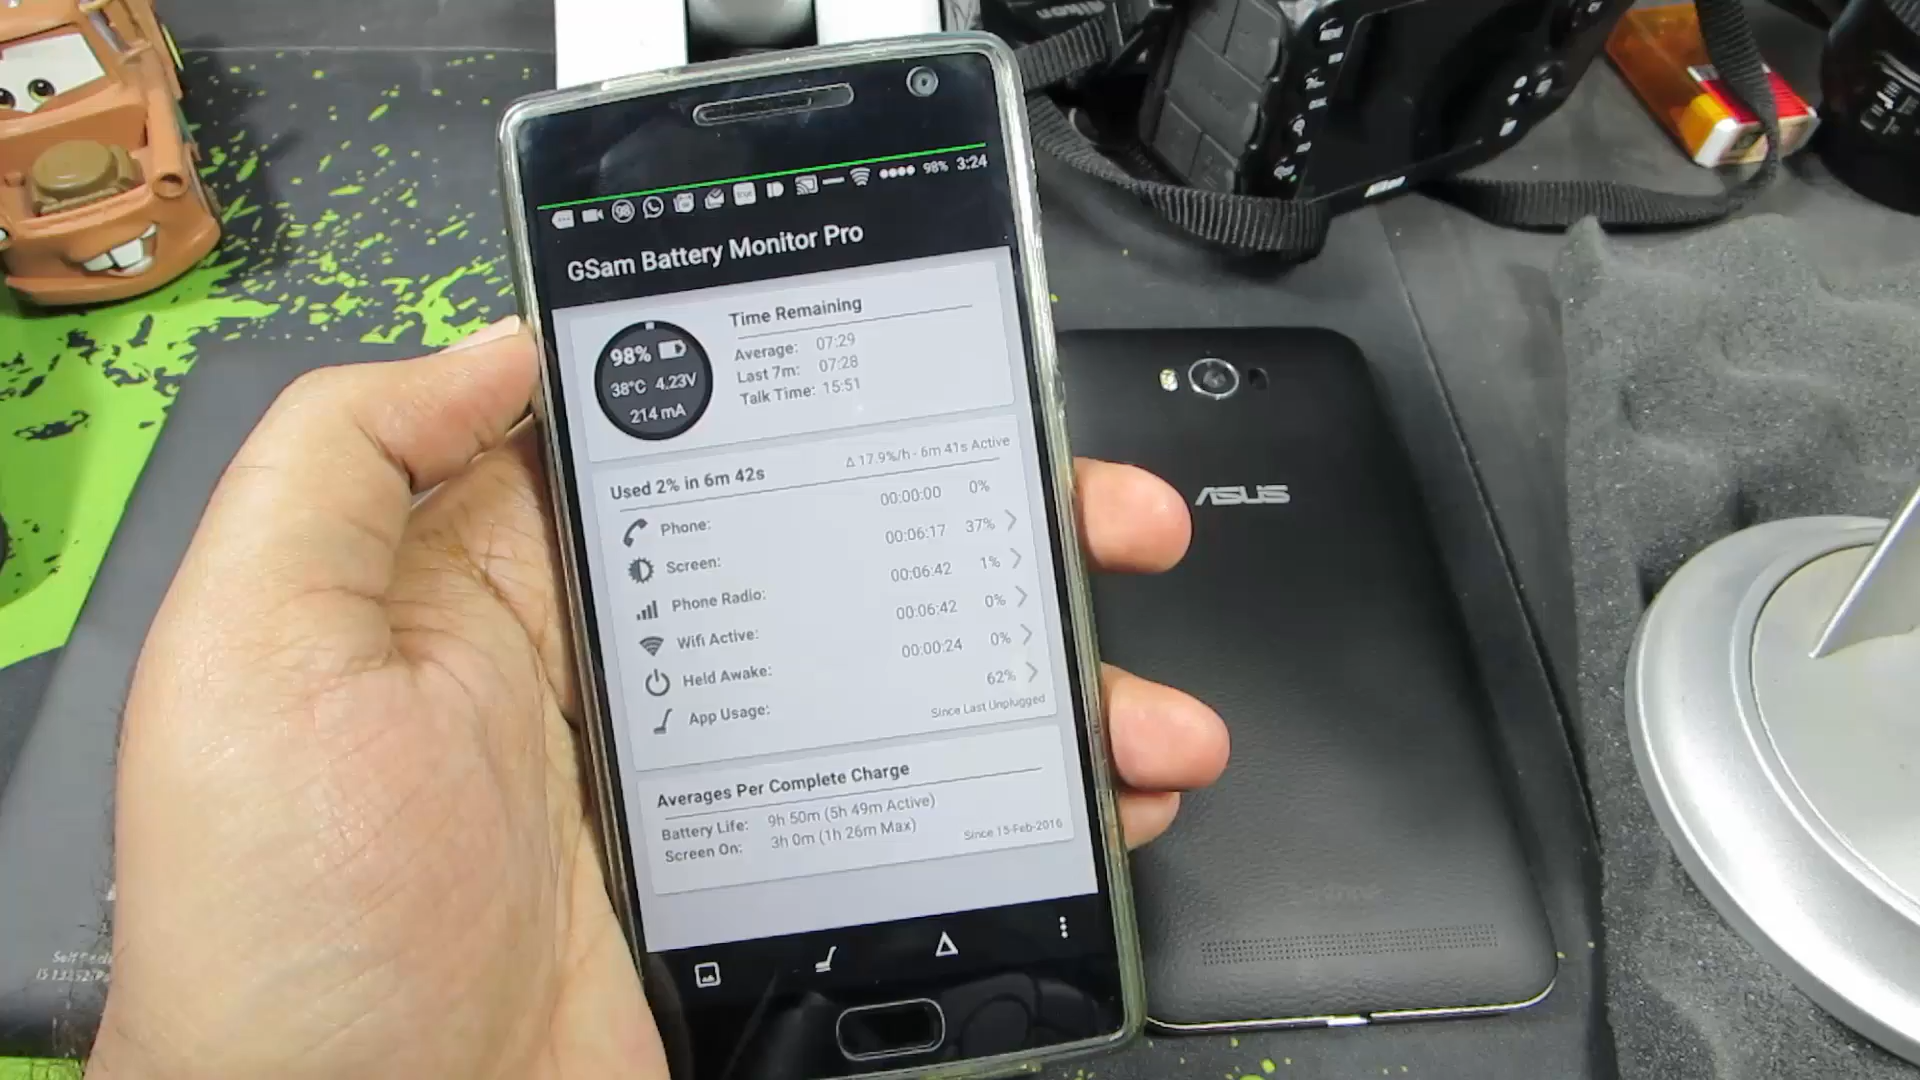 98% 3:24
GSam Battery Monitor Pro
98%
38°C 4.23V
214 mA
Time Remaining
Average: 07:29
Last 7m: 07:28
Talk Time: 15:51
Used 2% in 6m 42s
Δ 17.9%/h - 6m 41s Active
Phone: 00:00:00 0%
Screen: 00:06:17 37%
Phone Radio: 00:06:42 1%
Wifi Active: 00:06:42 0%
Held Awake: 00:00:24 0%
App Usage: 62%
Since Last Unplugged
Averages Per Complete Charge
Battery Life: 9h 50m (5h 49m Active)
Screen On: 3h 0m (1h 26m Max)
Since 15-Feb-2016
ASUS
Nikon
MENU